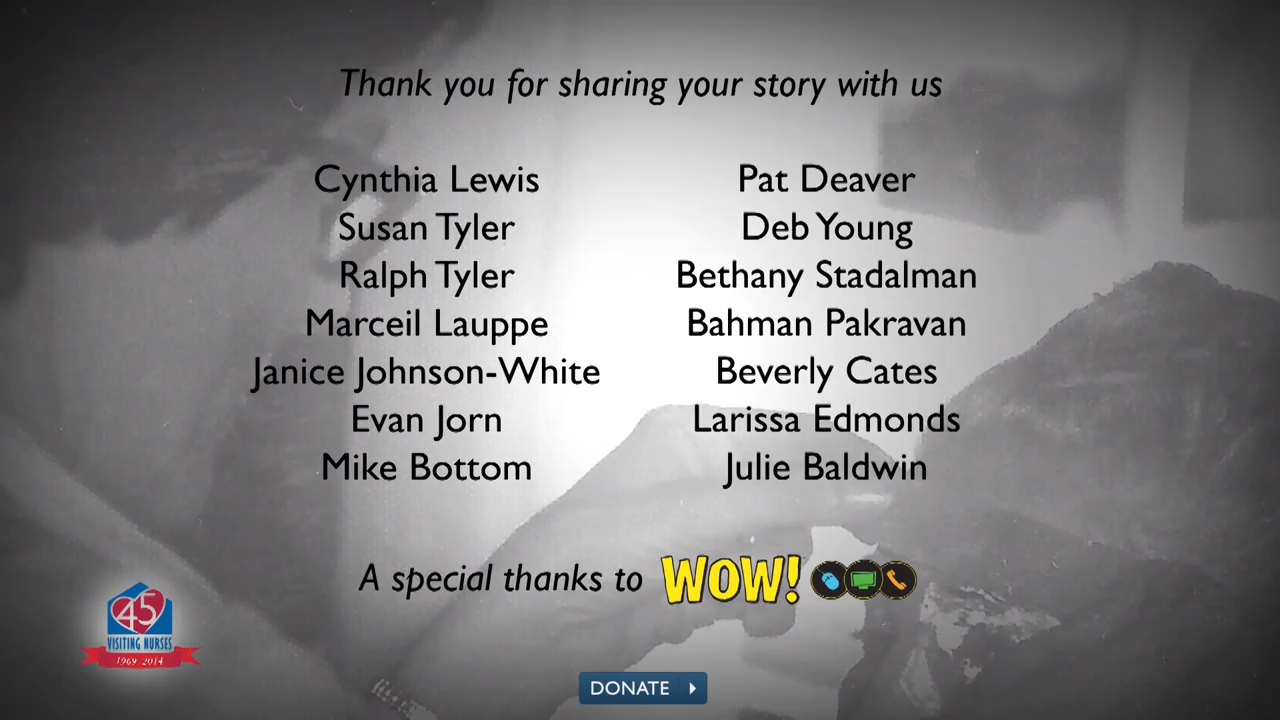 Thank you for sharing your story with us
Cynthia Lewis
Susan Tyler
Ralph Tyler
Marceil Lauppe
Janice Johnson-White
Evan Jorn
Mike Bottom
Pat Deaver
Deb Young
Bethany Stadalman
Bahman Pakravan
Beverly Cates
Larissa Edmonds
Julie Baldwin
A special thanks to WOW!
45
VISITING NURSES
1969 2014
DONATE